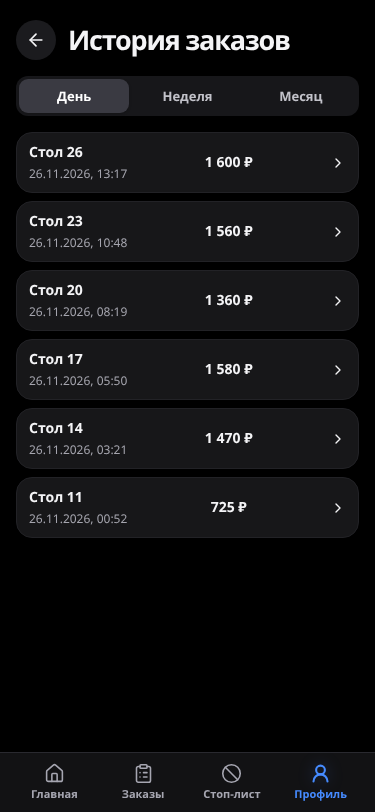 История заказов
День
Неделя
Месяц
Стол 26
26.11.2026, 13:17
1 600 ₽
Стол 23
26.11.2026, 10:48
1 560 ₽
Стол 20
26.11.2026, 08:19
1 360 ₽
Стол 17
26.11.2026, 05:50
1 580 ₽
Стол 14
26.11.2026, 03:21
1 470 ₽
Стол 11
26.11.2026, 00:52
725 ₽
Главная
Заказы
Стоп-лист
Профиль